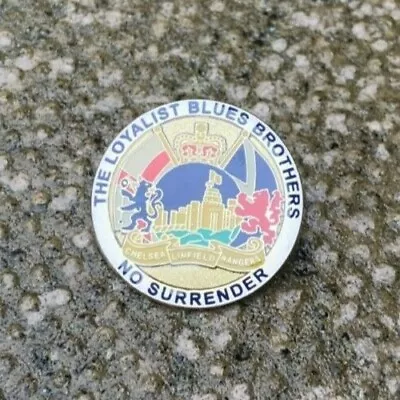 THE LOYALIST BLUES BROTHERS
CHELSEA LINFIELD RANGERS
NO SURRENDER